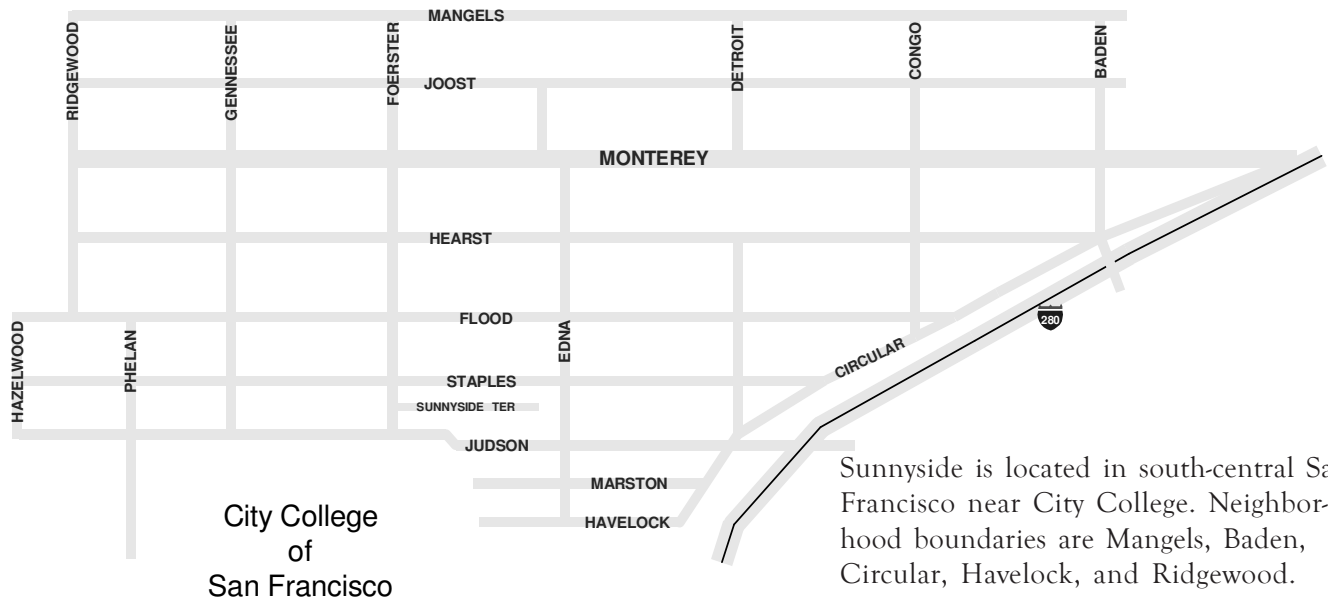 MANGELS
RIDGEWOOD
GENNESSEE
FOERSTER
JOOST
DETROIT
CONGO
BADEN
MONTEREY
HEARST
HAZELWOOD
PHELAN
FLOOD
EDNA
280
CIRCULAR
STAPLES
SUNNYSIDE TER
JUDSON
MARSTON
HAVELOCK
City College
of
San Francisco
Sunnyside is located in south-central Sa
Francisco near City College. Neighbor-
hood boundaries are Mangels, Baden,
Circular, Havelock, and Ridgewood.